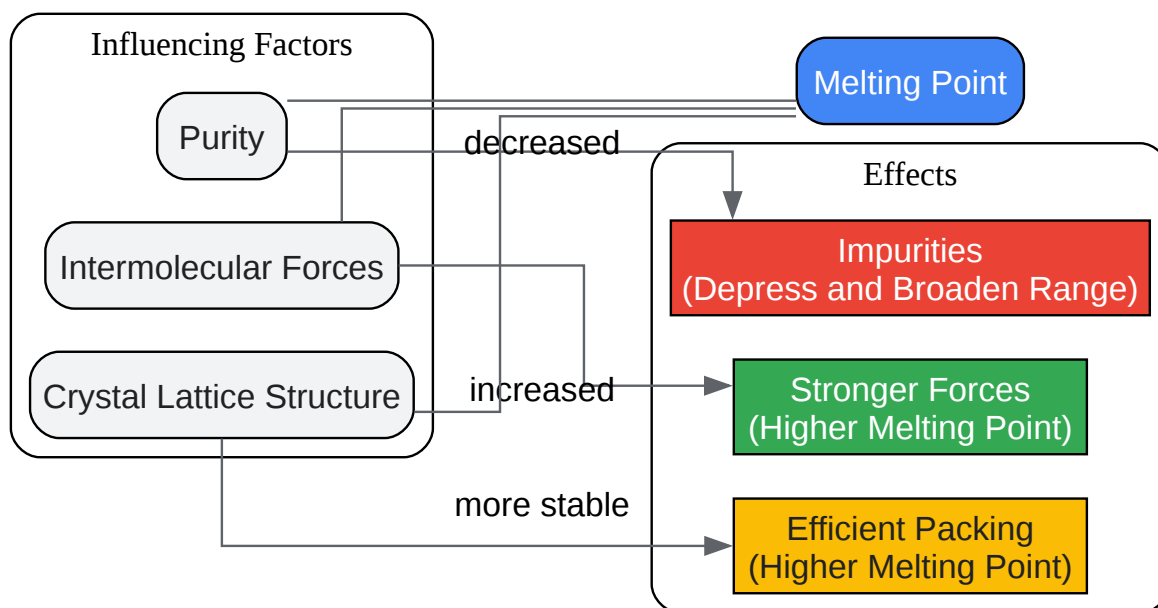 Influencing Factors
Melting Point
Purity
decreased
Effects
Impurities
(Depress and Broaden Range)
Intermolecular Forces
Crystal Lattice Structure
increased
Stronger Forces
(Higher Melting Point)
more stable
Efficient Packing
(Higher Melting Point)